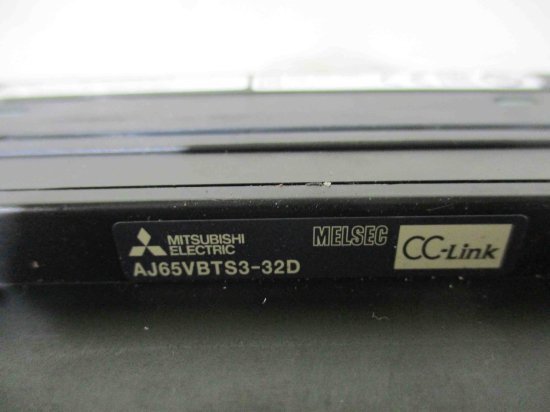 MITSUBISHI
ELECTRIC
AJ65VBTS3-32D
MELSEC
CC-Link